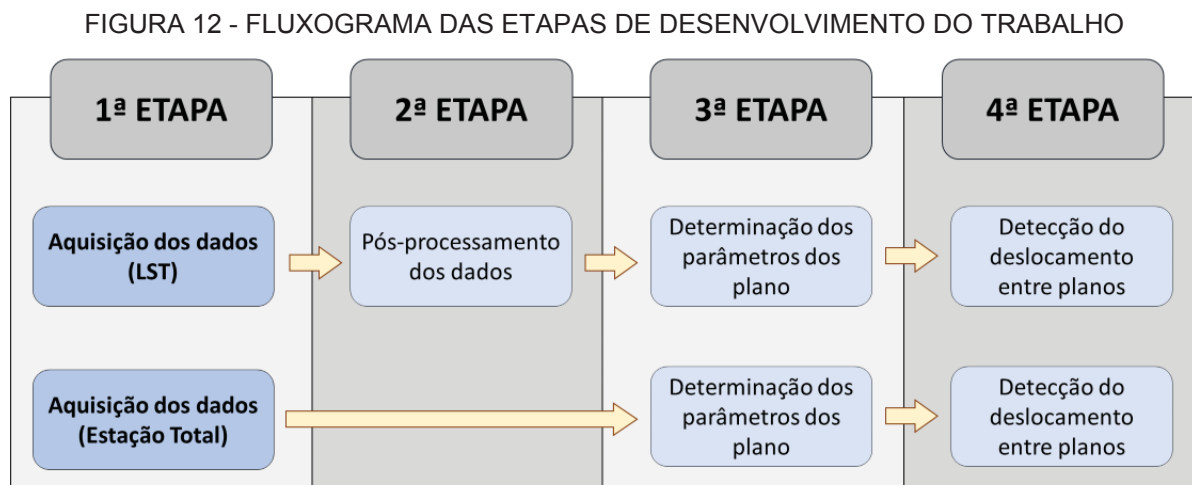 FIGURA 12 - FLUXOGRAMA DAS ETAPAS DE DESENVOLVIMENTO DO TRABALHO
1ª ETAPA
2ª ETAPA
3ª ETAPA
4ª ETAPA
Aquisição dos dados
(LST)
Pós-processamento
dos dados
Determinação dos
parâmetros dos
plano
Detecção do
deslocamento
entre planos
Aquisição dos dados
(Estação Total)
Determinação dos
parâmetros dos
plano
Detecção do
deslocamento
entre planos